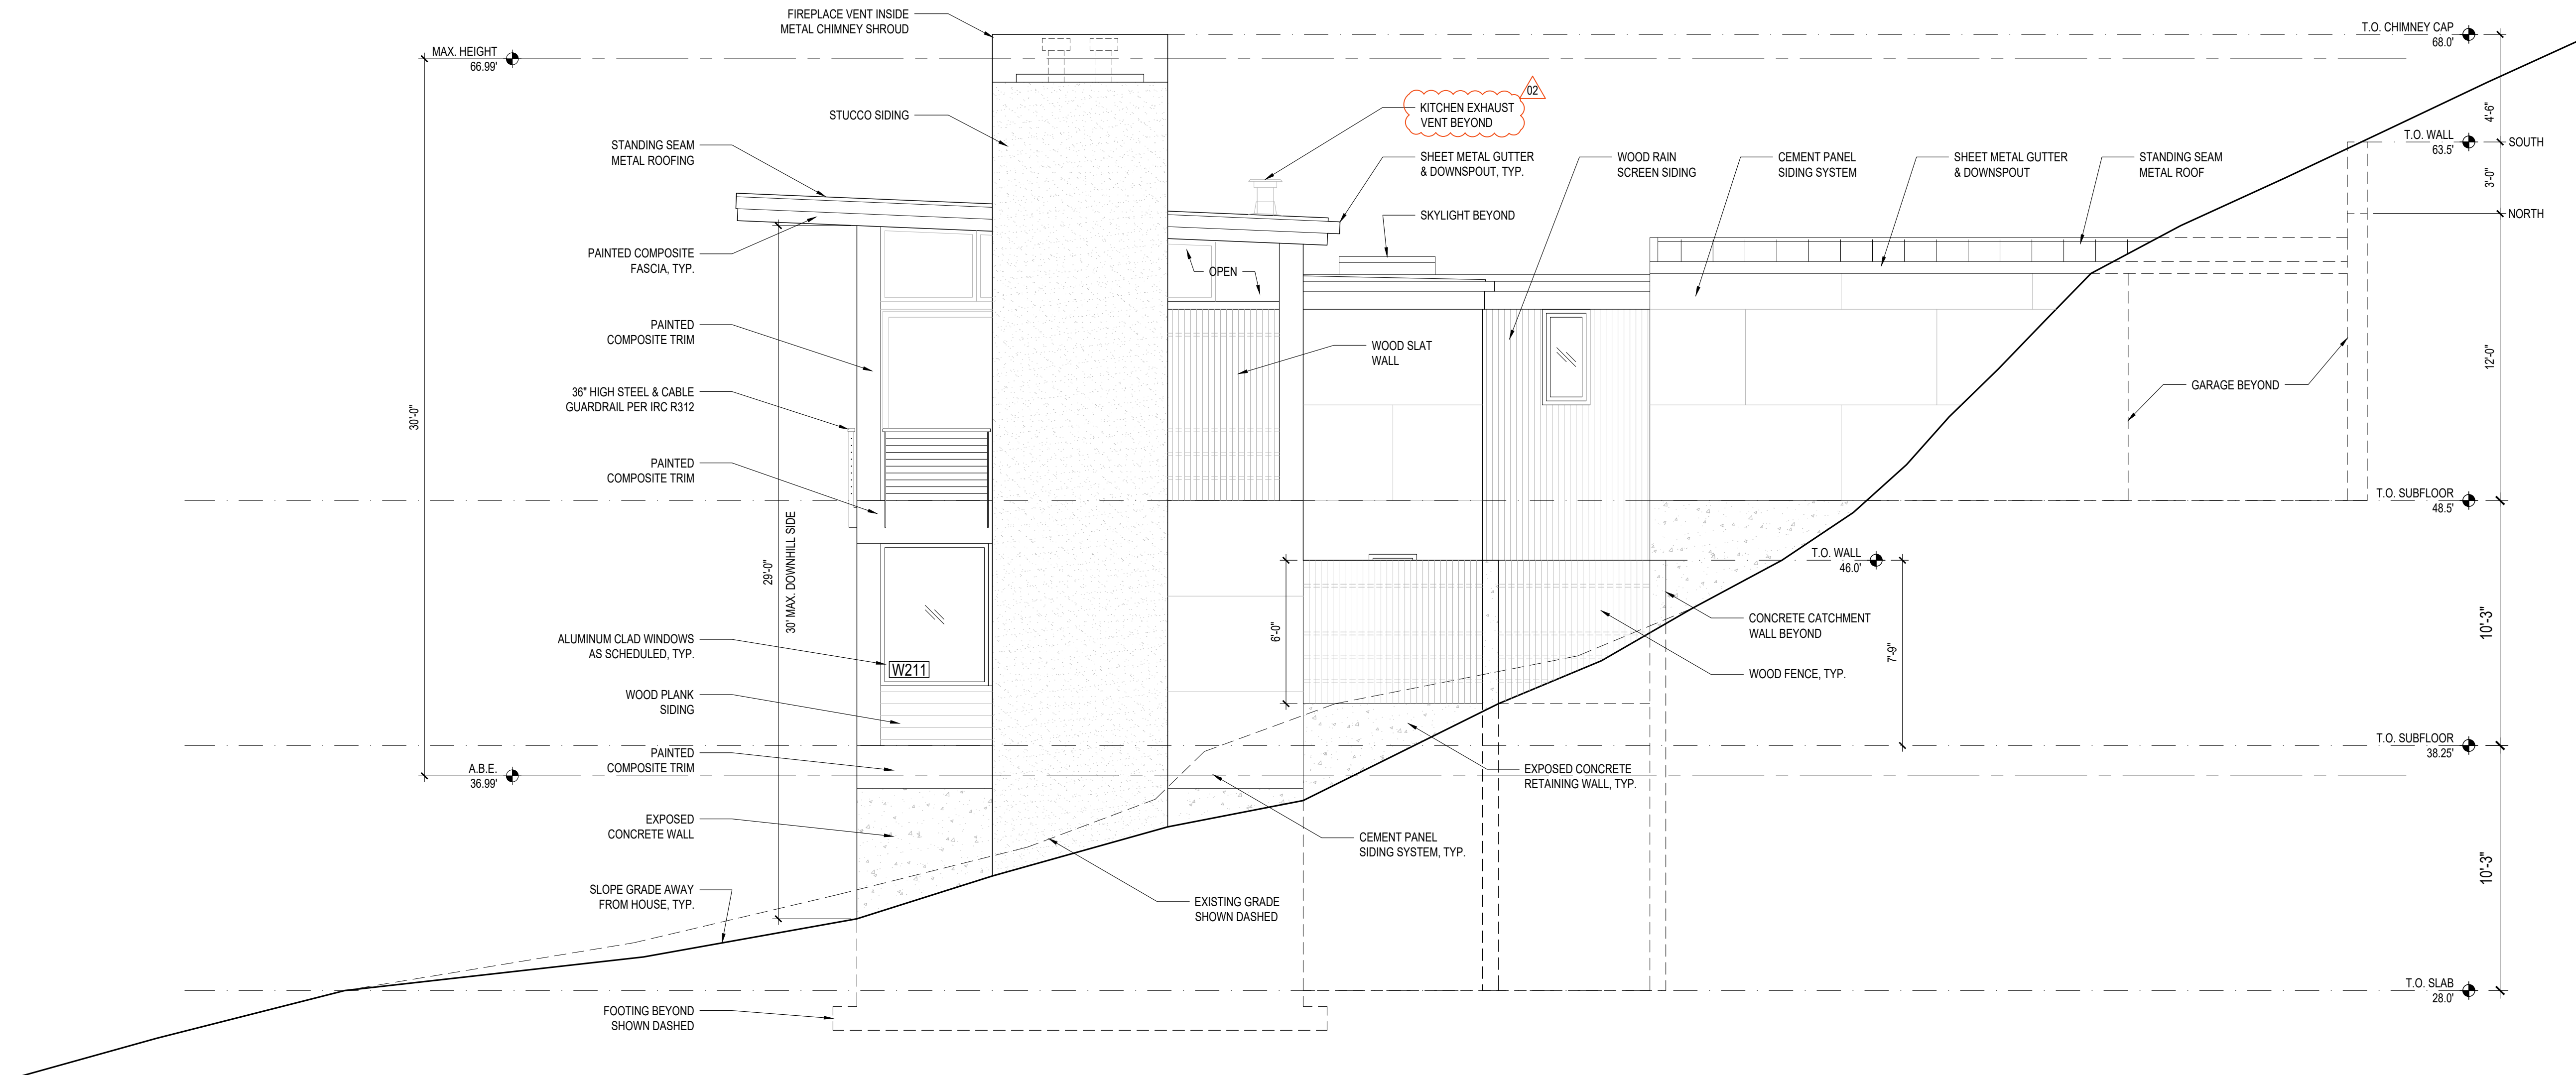 FIREPLACE VENT INSIDE
METAL CHIMNEY SHROUD
T.O. CHIMNEY CAP
68.0'
MAX. HEIGHT
66.99'
02
KITCHEN EXHAUST
VENT BEYOND
4'-6"
STUCCO SIDING
T.O. WALL
63.5'
SOUTH
STANDING SEAM
METAL ROOFING
SHEET METAL GUTTER
& DOWNSPOUT, TYP.
WOOD RAIN
SCREEN SIDING
CEMENT PANEL
SIDING SYSTEM
SHEET METAL GUTTER
& DOWNSPOUT
STANDING SEAM
METAL ROOF
3'-0"
SKYLIGHT BEYOND
NORTH
PAINTED COMPOSITE
FASCIA, TYP.
OPEN
PAINTED
COMPOSITE TRIM
WOOD SLAT
WALL
12'-0"
36" HIGH STEEL & CABLE
GUARDRAIL PER IRC R312
GARAGE BEYOND
30'-0"
PAINTED
COMPOSITE TRIM
T.O. SUBFLOOR
48.5'
29'-0"
30' MAX. DOWNHILL SIDE
T.O. WALL
46.0'
6'-0"
CONCRETE CATCHMENT
WALL BEYOND
10'-3"
ALUMINUM CLAD WINDOWS
AS SCHEDULED, TYP.
W211
7'-9"
WOOD FENCE, TYP.
WOOD PLANK
SIDING
PAINTED
COMPOSITE TRIM
T.O. SUBFLOOR
38.25'
A.B.E.
36.99'
EXPOSED CONCRETE
RETAINING WALL, TYP.
EXPOSED
CONCRETE WALL
CEMENT PANEL
SIDING SYSTEM, TYP.
10'-3"
SLOPE GRADE AWAY
FROM HOUSE, TYP.
EXISTING GRADE
SHOWN DASHED
T.O. SLAB
28.0'
FOOTING BEYOND
SHOWN DASHED